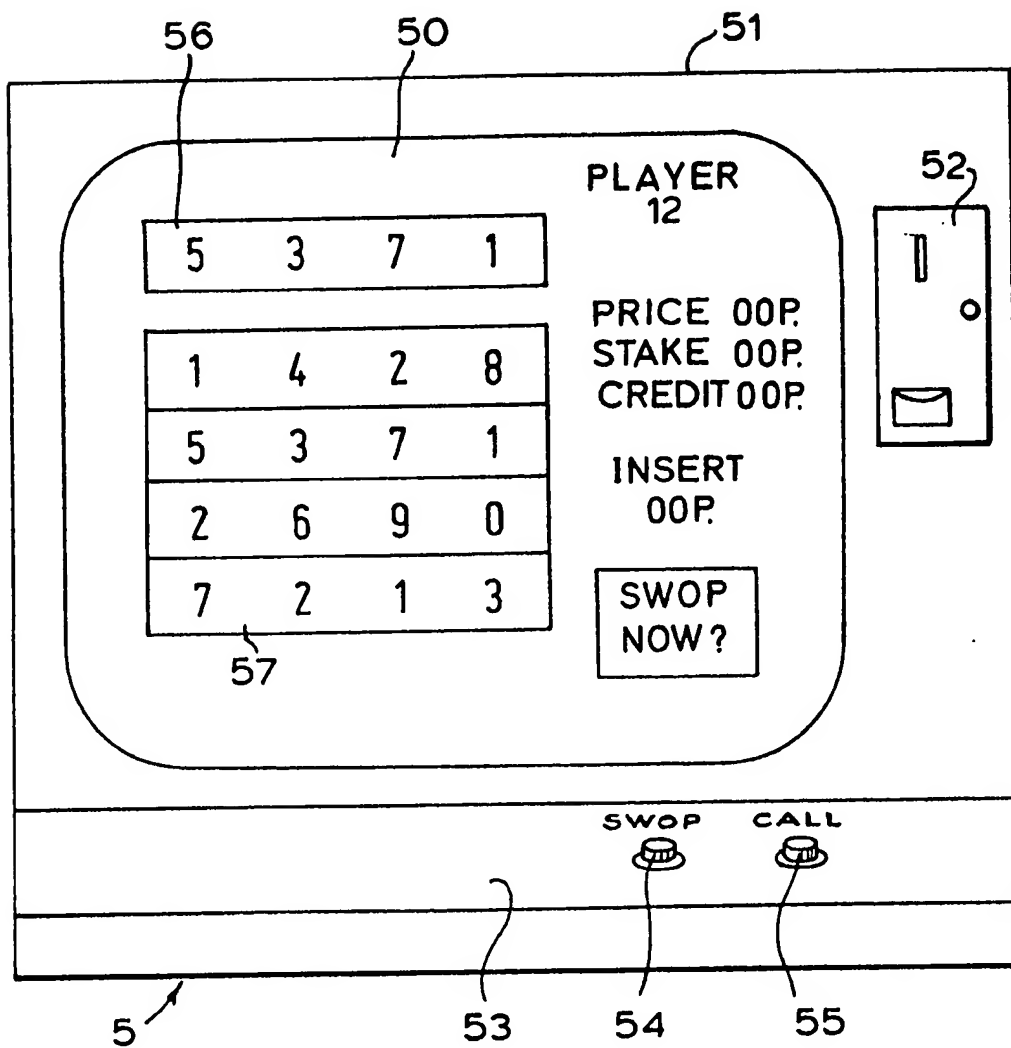 56
50
51
52
PLAYER
12
5 3 7 1
PRICE 00P.
STAKE 00P.
CREDIT 00P.
1 4 2 8
5 3 7 1
2 6 9 0
7 2 1 3
INSERT
00P.
SWOP
NOW?
57
SWOP CALL
5
53
54
55